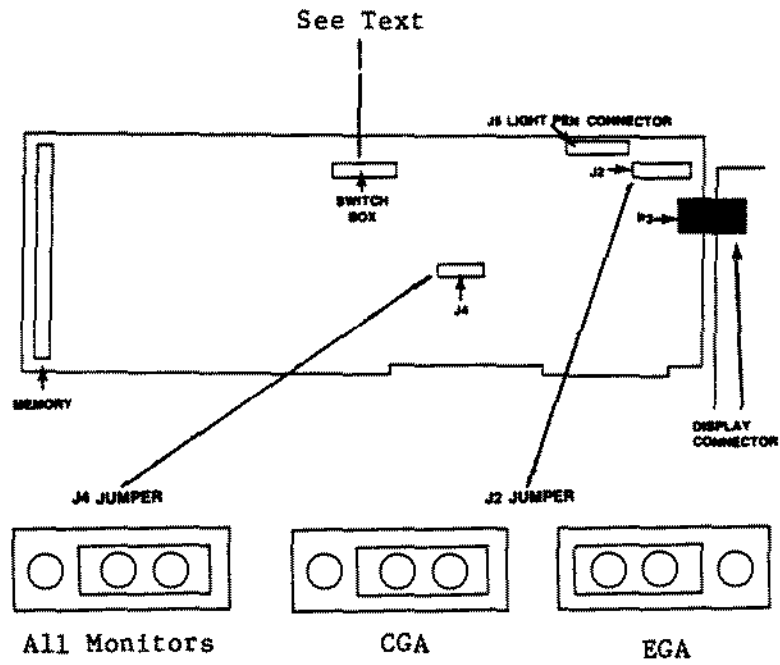 See Text
J5 LIGHT PEN CONNECTOR
J2
SWITCH
BOX
P3
J4
MEMORY
DISPLAY
CONNECTOR
J4 JUMPER
J2 JUMPER
All Monitors
CGA
EGA